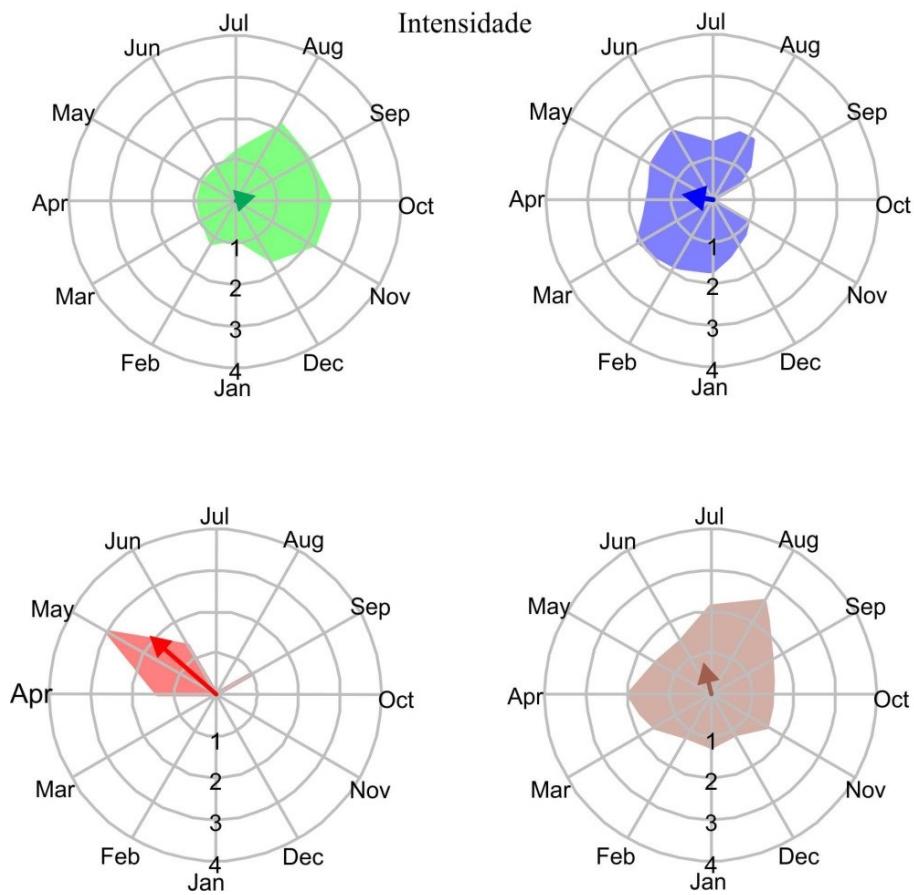 Intensidade
Jul
Jun
Aug
May
Sep
Apr
Oct
1
Mar
2
Nov
3
Feb
Dec
4
Jan
Jul
Jun
Aug
May
Sep
Apr
Oct
1
Mar
2
Nov
3
Feb
Dec
4
Jan
Jul
Jun
Aug
May
Sep
Apr
Oct
1
Mar
2
Nov
3
Feb
Dec
4
Jan
Jul
Jun
Aug
May
Sep
Apr
Oct
1
Mar
2
Nov
3
Feb
Dec
4
Jan